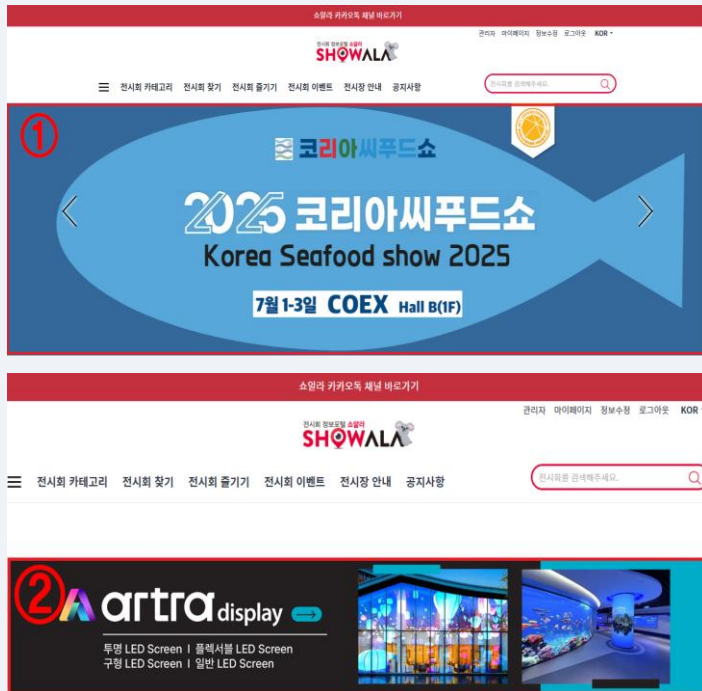 쇼알라 카카오톡 채널 바로가기
관리자 마이페이지 정보수정 로그아웃 KOR
전시회 정보포털 쇼알라
SHOWALA
전시회 카테고리 전시회 찾기 전시회 즐기기 전시회 이벤트 전시장 안내 공지사항
전시회를 검색해주세요.
①
코리아씨푸드쇼
2025 코리아씨푸드쇼
Korea Seafood show 2025
7월 1-3일 COEX Hall B(1F)
쇼알라 카카오톡 채널 바로가기
관리자 마이페이지 정보수정 로그아웃 KOR
전시회 정보포털 쇼알라
SHOWALA
전시회 카테고리 전시회 찾기 전시회 즐기기 전시회 이벤트 전시장 안내 공지사항
전시회를 검색해주세요.
②
artra display
투명 LED Screen I 플렉서블 LED Screen
구형 LED Screen I 일반 LED Screen